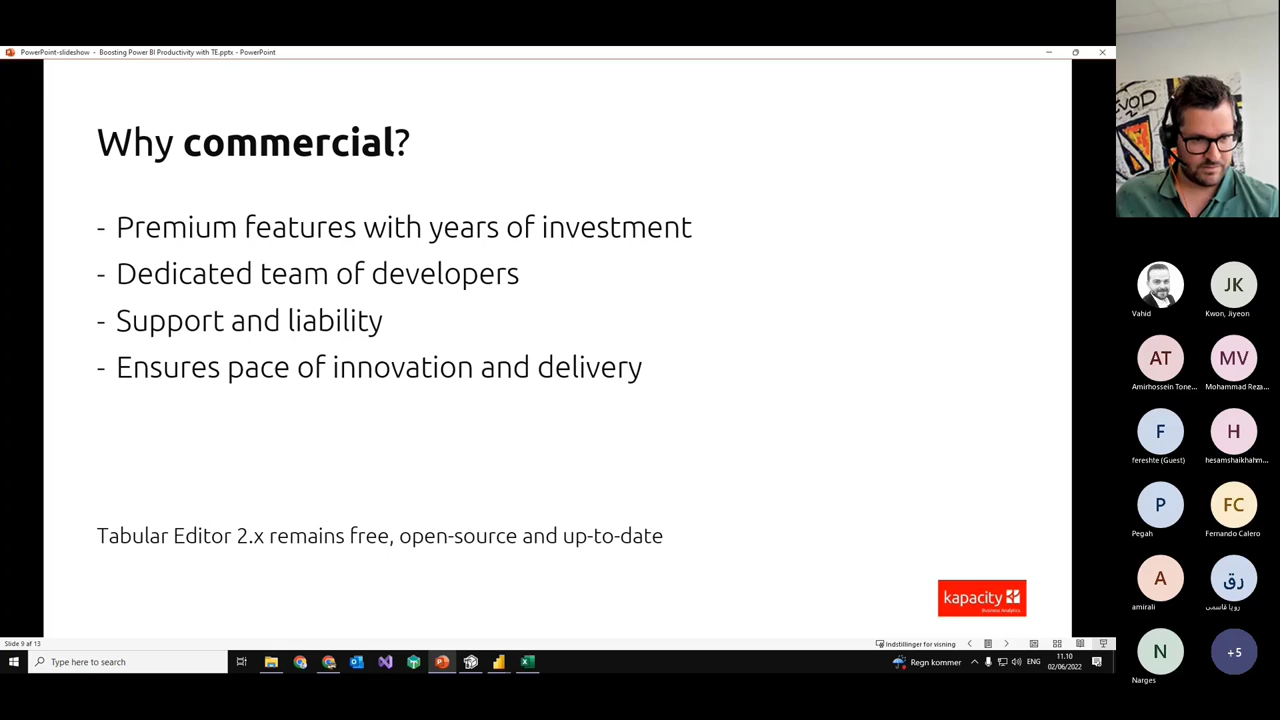 PowerPoint-slideshow - Boosting Power BI Productivity with TE.pptx - PowerPoint
Why commercial?
- Premium features with years of investment
- Dedicated team of developers
- Support and liability
- Ensures pace of innovation and delivery
Tabular Editor 2.x remains free, open-source and up-to-date
kapacity
Business Analytics
Slide 9 af 13
Indstillinger for visning
Type here to search
Regn kommer
ENG
11.10
02/06/2022
VOD
Vahid
JK
Kwon, Jiyeon
AT
Amirhossein Tone...
MV
Mohammad Reza...
F
fereshte (Guest)
H
hesamshaikhahm...
P
Pegah
FC
Fernando Calero
A
amirali
رق
رویا قاسمی
N
Narges
+5